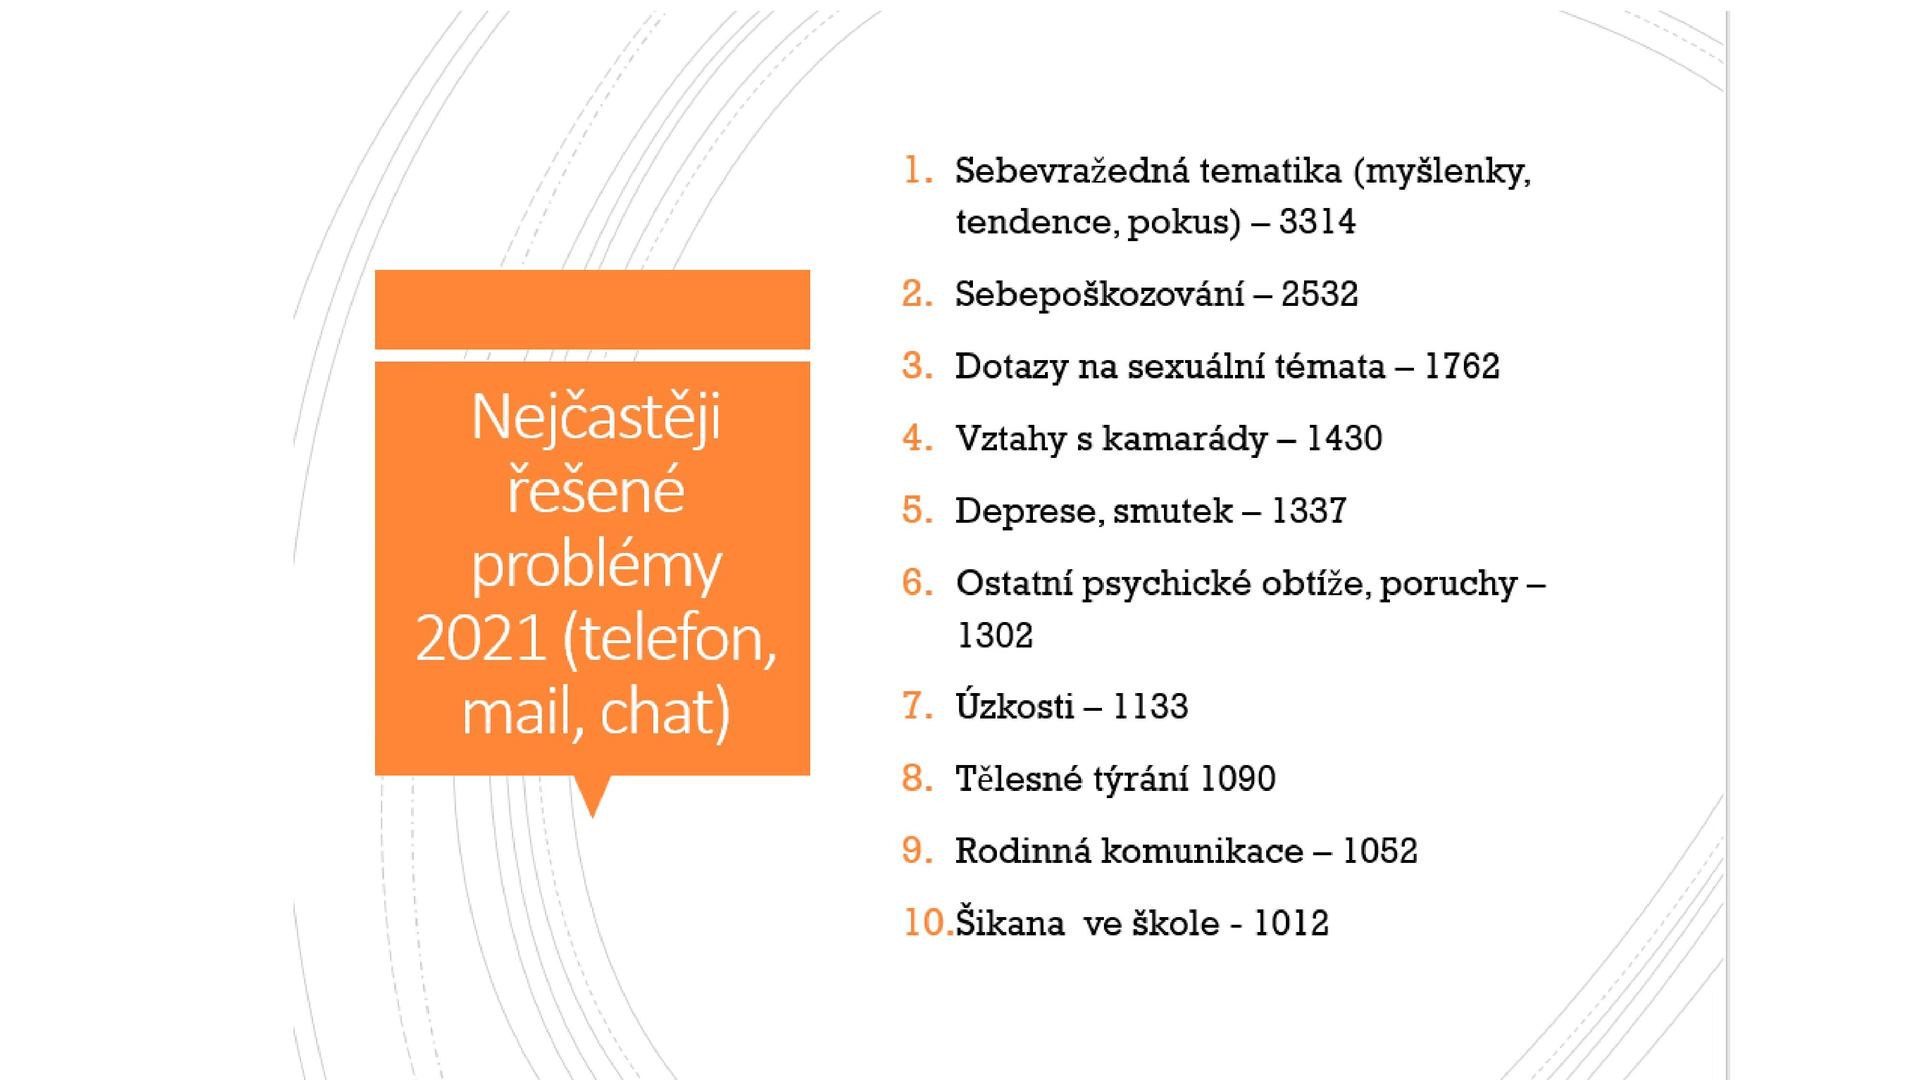 Nejčastěji
řešené
problémy
2021 (telefon,
mail, chat)
1. Sebevražedná tematika (myšlenky,
tendence, pokus) – 3314
2. Sebepoškozování – 2532
3. Dotazy na sexuální témata – 1762
4. Vztahy s kamarády – 1430
5. Deprese, smutek – 1337
6. Ostatní psychické obtíže, poruchy –
1302
7. Úzkosti – 1133
8. Tělesné týrání 1090
9. Rodinná komunikace – 1052
10. Šikana  ve škole - 1012